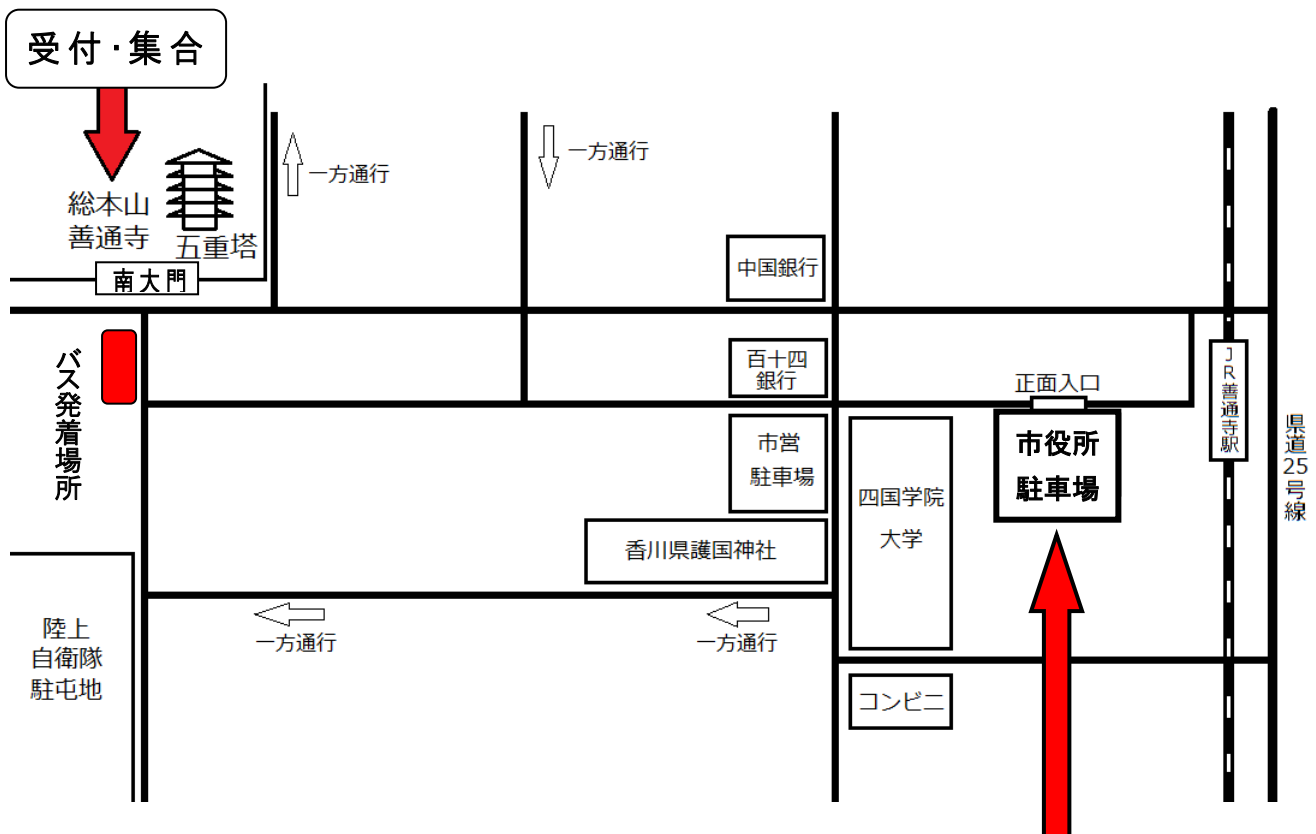 受付・集合
一方通行
一方通行
総本山
善通寺
五重塔
南大門
中国銀行
バス発着場所
百十四
銀行
正面入口
JR善通寺駅
市営
駐車場
市役所
駐車場
県道25号線
四国学院
大学
香川県護国神社
陸上
自衛隊
駐屯地
一方通行
一方通行
コンビニ